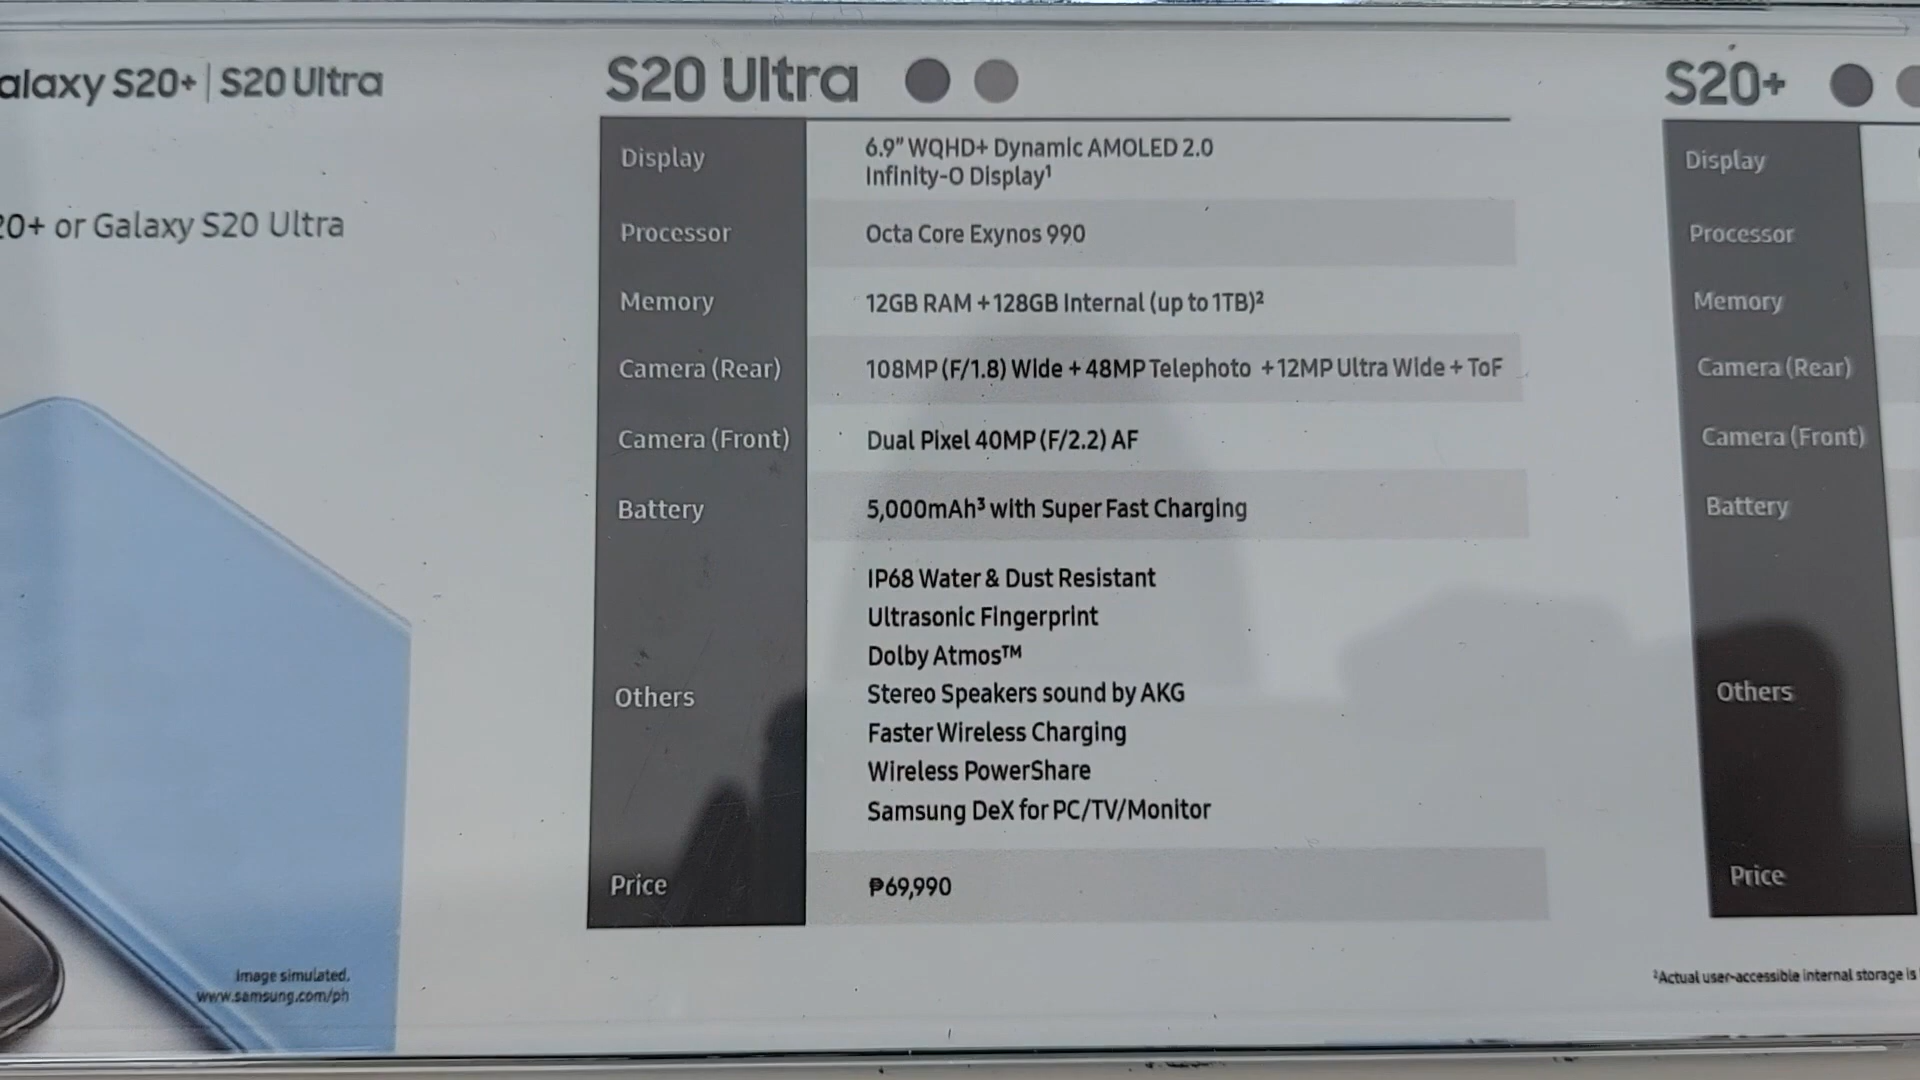 alaxy S20+ | S20 Ultra
20+ or Galaxy S20 Ultra
Image simulated.
www.samsung.com/ph
S20 Ultra
Display
6.9” WQHD+ Dynamic AMOLED 2.0
Infinity-O Display¹
Processor
Octa Core Exynos 990
Memory
12GB RAM + 128GB Internal (up to 1TB)²
Camera (Rear)
108MP (F/1.8) Wide + 48MP Telephoto + 12MP Ultra Wide + ToF
Camera (Front)
Dual Pixel 40MP (F/2.2) AF
Battery
5,000mAh³ with Super Fast Charging
Others
IP68 Water & Dust Resistant
Ultrasonic Fingerprint
Dolby Atmos™
Stereo Speakers sound by AKG
Faster Wireless Charging
Wireless PowerShare
Samsung DeX for PC/TV/Monitor
Price
₱69,990
S20+
Display
Processor
Memory
Camera (Rear)
Camera (Front)
Battery
Others
Price
²Actual user-accessible internal storage is